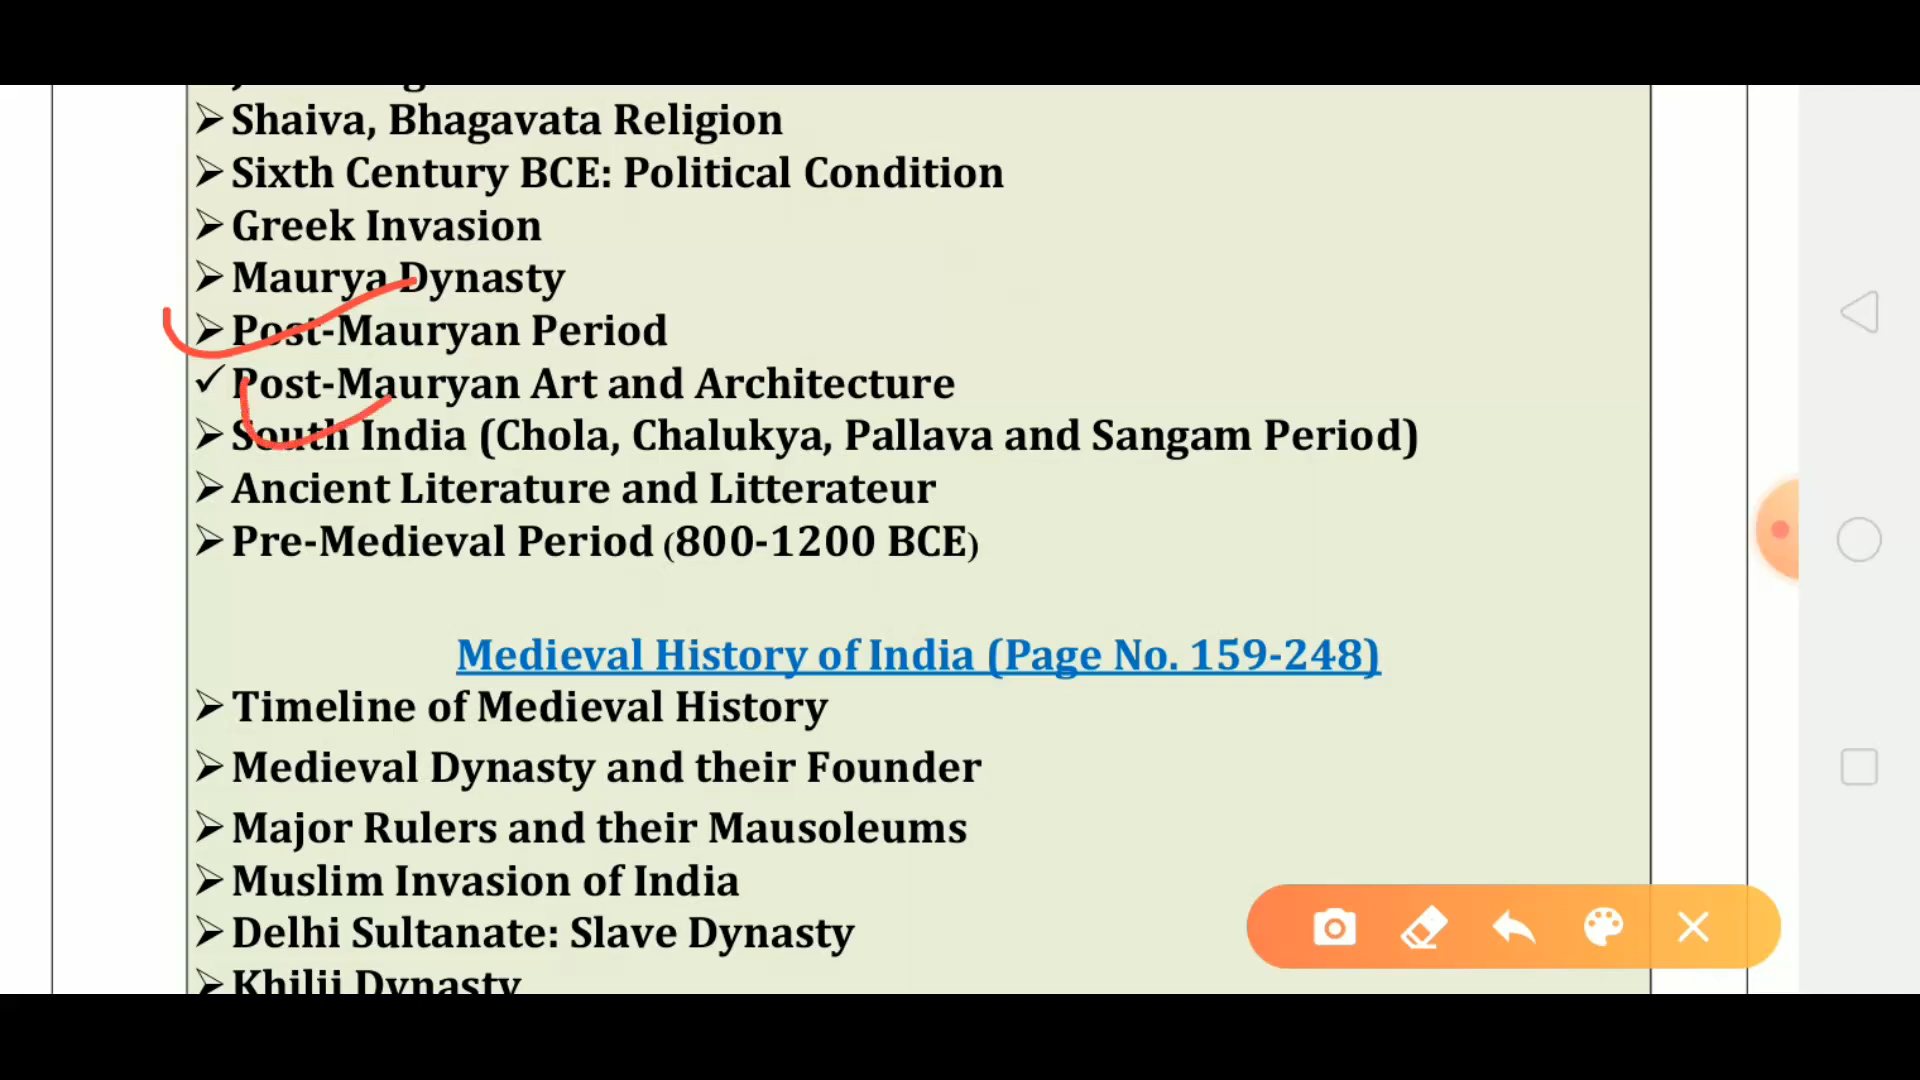 Shaiva, Bhagavata Religion
Sixth Century BCE: Political Condition
Greek Invasion
Maurya Dynasty
Post-Mauryan Period
Post-Mauryan Art and Architecture
South India (Chola, Chalukya, Pallava and Sangam Period)
Ancient Literature and Litterateur
Pre-Medieval Period (800-1200 BCE)
Medieval History of India (Page No. 159-248)
Timeline of Medieval History
Medieval Dynasty and their Founder
Major Rulers and their Mausoleums
Muslim Invasion of India
Delhi Sultanate: Slave Dynasty
Khilji Dynasty